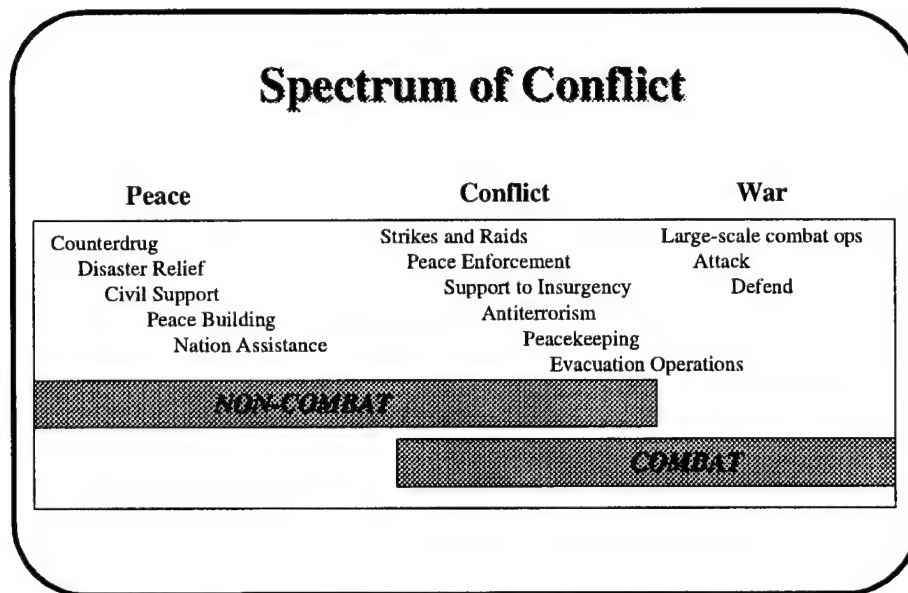 Spectrum of Conflict
Peace
Conflict
War
Counterdrug
Disaster Relief
Civil Support
Peace Building
Nation Assistance
Strikes and Raids
Peace Enforcement
Support to Insurgency
Antiterrorism
Peacekeeping
Evacuation Operations
Large-scale combat ops
Attack
Defend
NON-COMBAT
COMBAT